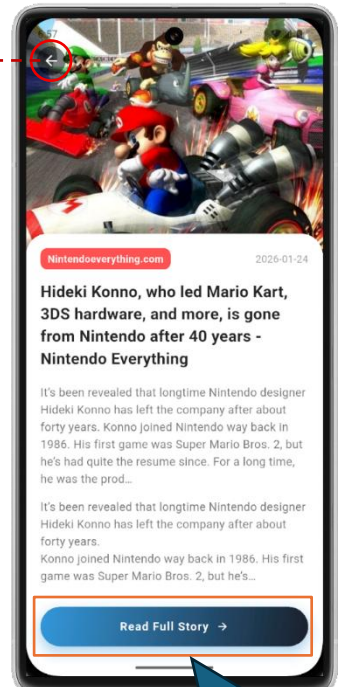 :57
←
Nintendoeverything.com
2026-01-24
Hideki Konno, who led Mario Kart,
3DS hardware, and more, is gone
from Nintendo after 40 years -
Nintendo Everything
It's been revealed that longtime Nintendo designer
Hideki Konno has left the company after about
forty years. Konno joined Nintendo way back in
1986. His first game was Super Mario Bros. 2, but
he's had quite the resume since. For a long time,
he was the prod…
It's been revealed that longtime Nintendo designer
Hideki Konno has left the company after about
forty years.
Konno joined Nintendo way back in 1986. His first
game was Super Mario Bros. 2, but he's…
Read Full Story →